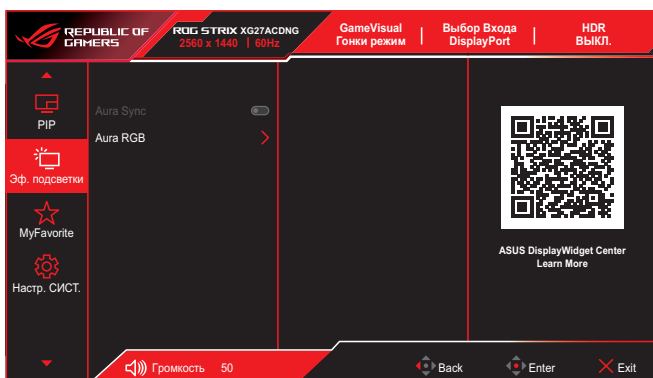 REPUBLIC OF
GAMERS
ROG STRIX XG27ACDNG
2560 x 1440 | 60Hz
GameVisual
Гонки режим
Выбор Входа
DisplayPort
HDR
ВЫКЛ.
PIP
Эф. подсветки
MyFavorite
Настр. СИСТ.
Aura Sync
Aura RGB
ASUS DisplayWidget Center
Learn More
Громкость 50
Back
Enter
Exit